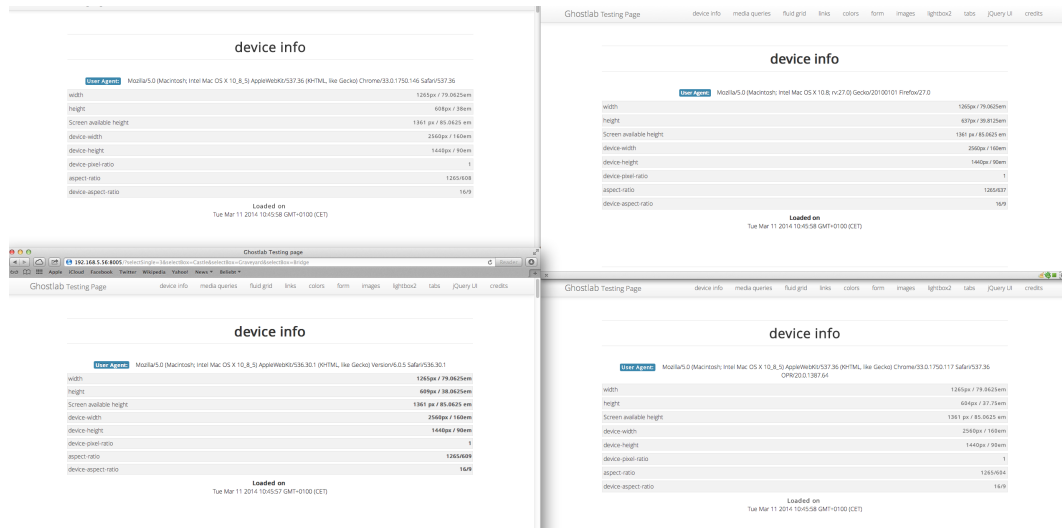 device info
User Agent: Mozilla/5.0 (Macintosh; Intel Mac OS X 10_8_5) AppleWebKit/537.36 (KHTML, like Gecko) Chrome/33.0.1750.146 Safari/537.36
width 1265px / 79.0625em
height 608px / 38em
Screen available height 1361 px / 85.0625 em
device-width 2560px / 160em
device-height 1440px / 90em
device-pixel-ratio 1
aspect-ratio 1265/608
device-aspect-ratio 16/9
Loaded on
Tue Mar 11 2014 10:45:58 GMT+0100 (CET)
Ghostlab Testing Page device info media queries fluid grid links colors form images lightbox2 tabs jQuery UI credits
device info
User Agent: Mozilla/5.0 (Macintosh; Intel Mac OS X 10.8; rv:27.0) Gecko/20100101 Firefox/27.0
width 1265px / 79.0625em
height 637px / 39.8125em
Screen available height 1361 px / 85.0625 em
device-width 2560px / 160em
device-height 1440px / 90em
device-pixel-ratio 1
aspect-ratio 1265/637
device-aspect-ratio 16/9
Loaded on
Tue Mar 11 2014 10:45:58 GMT+0100 (CET)
Ghostlab Testing page
192.168.5.56:8005/?selectSingle=3&selectBox=Castle&selectBox=Graveyard&selectBox=Bridge Reader
Apple iCloud Facebook Twitter Wikipedia Yahoo! News Beliebt
Ghostlab Testing Page device info media queries fluid grid links colors form images lightbox2 tabs jQuery UI credits
device info
User Agent: Mozilla/5.0 (Macintosh; Intel Mac OS X 10_8_5) AppleWebKit/536.30.1 (KHTML, like Gecko) Version/6.0.5 Safari/536.30.1
width 1265px / 79.0625em
height 609px / 38.0625em
Screen available height 1361 px / 85.0625 em
device-width 2560px / 160em
device-height 1440px / 90em
device-pixel-ratio 1
aspect-ratio 1265/609
device-aspect-ratio 16/9
Loaded on
Tue Mar 11 2014 10:45:57 GMT+0100 (CET)
Ghostlab Testing Page device info media queries fluid grid links colors form images lightbox2 tabs jQuery UI credits
device info
User Agent: Mozilla/5.0 (Macintosh; Intel Mac OS X 10_8_5) AppleWebKit/537.36 (KHTML, like Gecko) Chrome/33.0.1750.117 Safari/537.36
OPR/20.0.1387.64
width 1265px / 79.0625em
height 604px / 37.75em
Screen available height 1361 px / 85.0625 em
device-width 2560px / 160em
device-height 1440px / 90em
device-pixel-ratio 1
aspect-ratio 1265/604
device-aspect-ratio 16/9
Loaded on
Tue Mar 11 2014 10:45:58 GMT+0100 (CET)